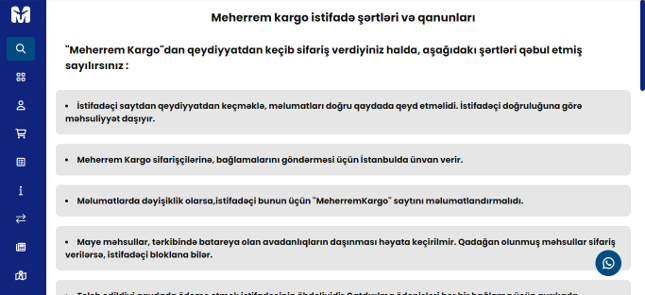 Meherrem kargo istifadə şərtləri və qanunları
"Meherrem Kargo"dan qeydiyyatdan keçib sifariş verdiyiniz halda, aşağıdakı şərtləri qəbul etmiş
sayılırsınız :
• İstifadəçi saytdan qeydiyyatdan keçməklə, məlumatları doğru qaydada qeyd etməlidi. İstifadəçi doğruluğuna görə
məhsuliyyət daşıyır.
• Meherrem Kargo sifarişçilərinə, bağlamalarını göndərməsi üçün İstanbulda ünvan verir.
• Məlumatlarda dəyişiklik olarsa,istifadəçi bunun üçün "MeherremKargo" saytını məlumatlandırmalıdı.
• Maye məhsullar, tərkibində batareya olan avadanlıqların daşınması həyata keçirilmir. Qadağan olunmuş məhsullar sifariş
verilərsə, istifadəçi bloklana bilər.